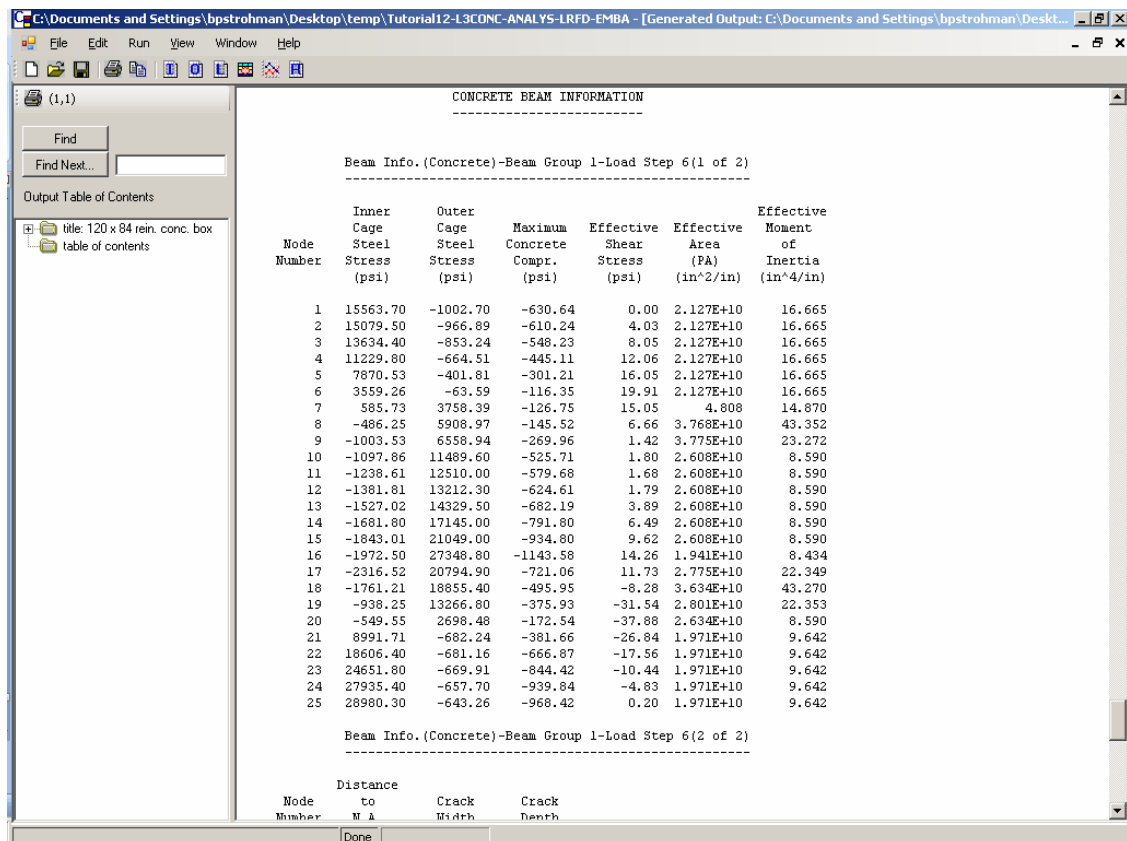 C:\Documents and Settings\bpstrohman\Desktop\temp\Tutorial12-L3CONC-ANALYS-LRFD-EMBA - [Generated Output: C:\Documents and Settings\bpstrohman\Deskt...
File Edit Run View Window Help
(1,1)
Find
Find Next...
Output Table of Contents
title: 120 x 84 rein. conc. box
table of contents
CONCRETE BEAM INFORMATION
-------------------------
Beam Info.(Concrete)-Beam Group 1-Load Step 6(1 of 2)
-----------------------------------------------------
Inner Outer Effective
Cage Cage Maximum Effective Effective Moment
Node Steel Steel Concrete Shear Area of
Number Stress Stress Compr. Stress (PA) Inertia
(psi) (psi) (psi) (psi) (in^2/in) (in^4/in)
1 15563.70 -1002.70 -630.64 0.00 2.127E+10 16.665
2 15079.50 -966.89 -610.24 4.03 2.127E+10 16.665
3 13634.40 -853.24 -548.23 8.05 2.127E+10 16.665
4 11229.80 -664.51 -445.11 12.06 2.127E+10 16.665
5 7870.53 -401.81 -301.21 16.05 2.127E+10 16.665
6 3559.26 -63.59 -116.35 19.91 2.127E+10 16.665
7 585.73 3758.39 -126.75 15.05 4.808 14.870
8 -486.25 5908.97 -145.52 6.66 3.768E+10 43.352
9 -1003.53 6558.94 -269.96 1.42 3.775E+10 23.272
10 -1097.86 11489.60 -525.71 1.80 2.608E+10 8.590
11 -1238.61 12510.00 -579.68 1.68 2.608E+10 8.590
12 -1381.81 13212.30 -624.61 1.79 2.608E+10 8.590
13 -1527.02 14329.50 -682.19 3.89 2.608E+10 8.590
14 -1681.80 17145.00 -791.80 6.49 2.608E+10 8.590
15 -1843.01 21049.00 -934.80 9.62 2.608E+10 8.590
16 -1972.50 27348.80 -1143.58 14.26 1.941E+10 8.434
17 -2316.52 20794.90 -721.06 11.73 2.775E+10 22.349
18 -1761.21 18855.40 -495.95 -8.28 3.634E+10 43.270
19 -938.25 13266.80 -375.93 -31.54 2.801E+10 22.353
20 -549.55 2698.48 -172.54 -37.88 2.634E+10 8.590
21 8991.71 -682.24 -381.66 -26.84 1.971E+10 9.642
22 18606.40 -681.16 -666.87 -17.56 1.971E+10 9.642
23 24651.80 -669.91 -844.42 -10.44 1.971E+10 9.642
24 27935.40 -657.70 -939.84 -4.83 1.971E+10 9.642
25 28980.30 -643.26 -968.42 0.20 1.971E+10 9.642
Beam Info.(Concrete)-Beam Group 1-Load Step 6(2 of 2)
-----------------------------------------------------
Distance
Node to Crack Crack
Number N.A. Width Depth
Done